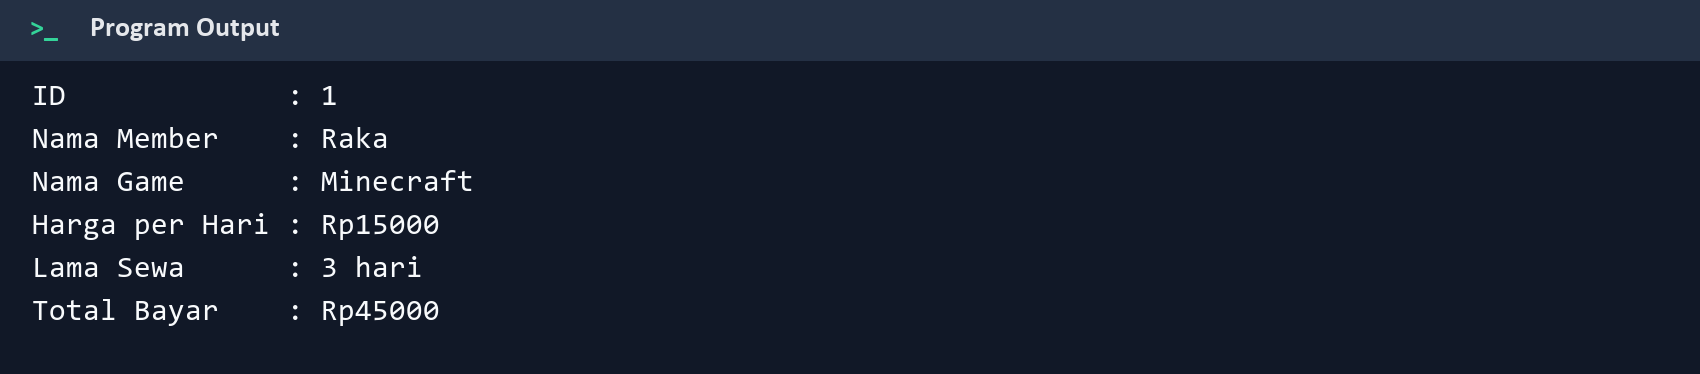 >_ Program Output
ID             : 1
Nama Member    : Raka
Nama Game      : Minecraft
Harga per Hari : Rp15000
Lama Sewa      : 3 hari
Total Bayar    : Rp45000